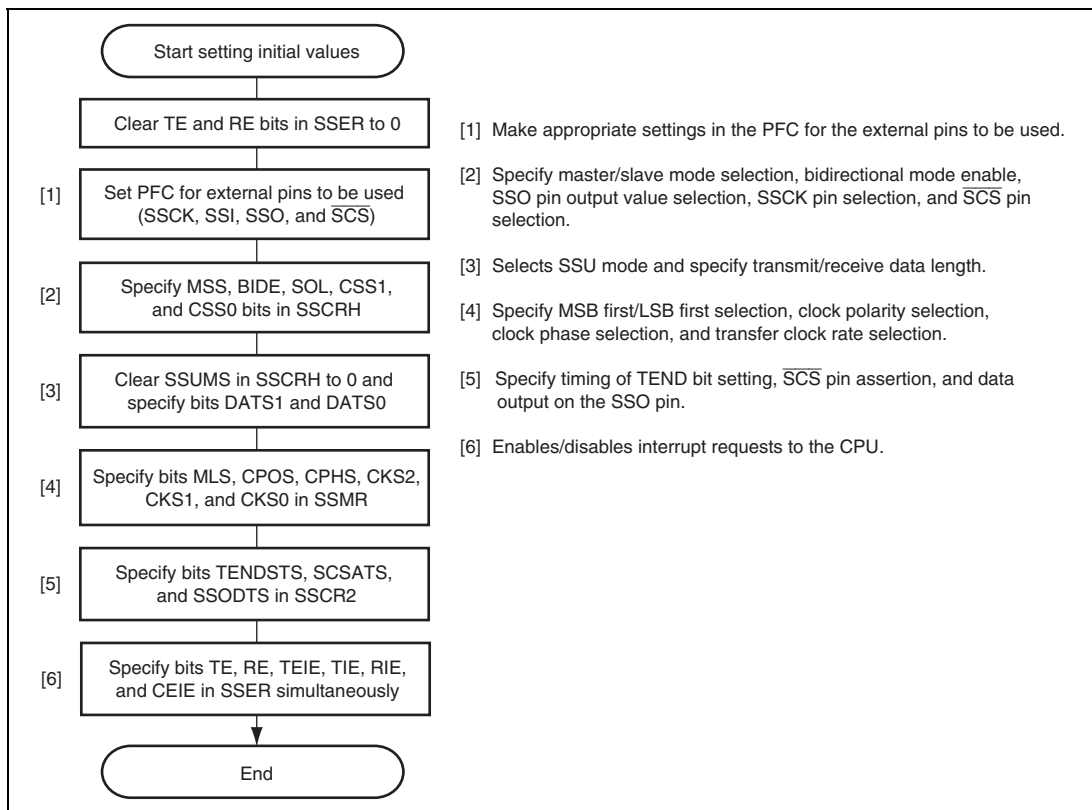 Start setting initial values
Clear TE and RE bits in SSER to 0
[1]
Set PFC for external pins to be used
(SSCK, SSI, SSO, and SCS)
[2]
Specify MSS, BIDE, SOL, CSS1,
and CSS0 bits in SSCRH
[3]
Clear SSUMS in SSCRH to 0 and
specify bits DATS1 and DATS0
[4]
Specify bits MLS, CPOS, CPHS, CKS2,
CKS1, and CKS0 in SSMR
[5]
Specify bits TENDSTS, SCSATS,
and SSODTS in SSCR2
[6]
Specify bits TE, RE, TEIE, TIE, RIE,
and CEIE in SSER simultaneously
End
[1] Make appropriate settings in the PFC for the external pins to be used.
[2] Specify master/slave mode selection, bidirectional mode enable,
SSO pin output value selection, SSCK pin selection, and SCS pin
selection.
[3] Selects SSU mode and specify transmit/receive data length.
[4] Specify MSB first/LSB first selection, clock polarity selection,
clock phase selection, and transfer clock rate selection.
[5] Specify timing of TEND bit setting, SCS pin assertion, and data
output on the SSO pin.
[6] Enables/disables interrupt requests to the CPU.